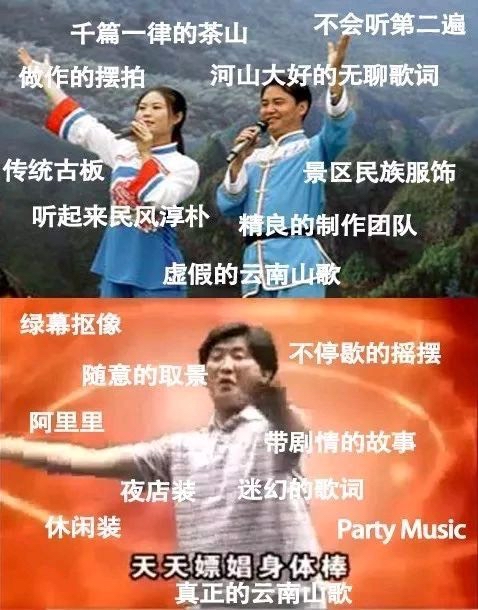 千篇一律的茶山
不会听第二遍
做作的摆拍
河山大好的无聊歌词
传统古板
景区民族服饰
听起来民风淳朴
精良的制作团队
虚假的云南山歌
绿幕抠像
不停歇的摇摆
随意的取景
阿里里
带剧情的故事
夜店装
迷幻的歌词
休闲装
Party Music
天天嫖娼身体棒
真正的云南山歌